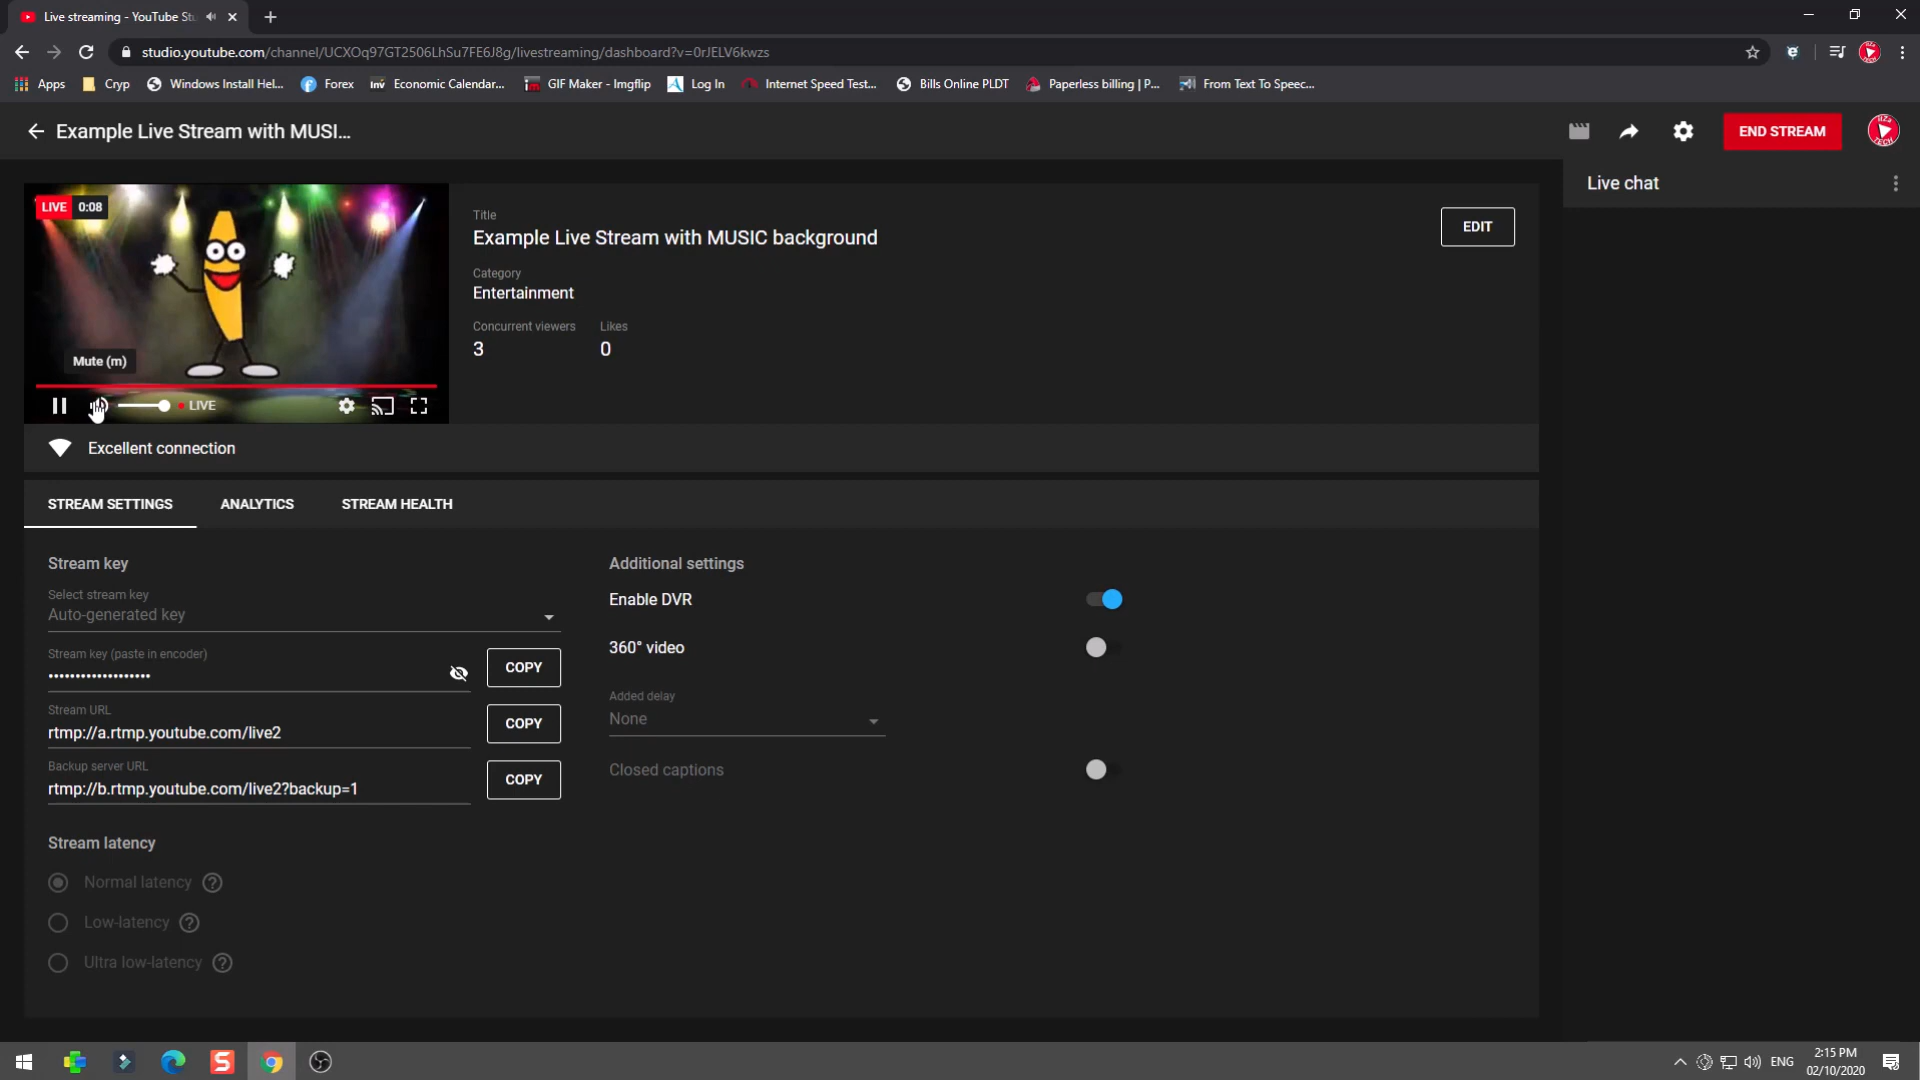 Live streaming - YouTube Stu
studio.youtube.com/channel/UCXOq97GT2506LhSu7FE6J8g/livestreaming/dashboard?v=0rJELV6kwzs
Apps Cryp Windows Install Hel... Forex Inv Economic Calendar... im GIF Maker - Imgflip Log In Internet Speed Test... Bills Online PLDT Paperless billing | P... From Text To Speec...
Example Live Stream with MUSI...
END STREAM
TECH
Live chat
LIVE 0:08
Title
Example Live Stream with MUSIC background
EDIT
Category
Entertainment
Concurrent viewers Likes
3 0
Mute (m)
LIVE
Excellent connection
STREAM SETTINGS ANALYTICS STREAM HEALTH
Stream key
Additional settings
Select stream key
Auto-generated key
Enable DVR
Stream key (paste in encoder)
•••••••••••••••••••
COPY
360° video
Stream URL
rtmp://a.rtmp.youtube.com/live2
COPY
Added delay
None
Backup server URL
rtmp://b.rtmp.youtube.com/live2?backup=1
COPY
Closed captions
Stream latency
Normal latency
Low-latency
Ultra low-latency
ENG
2:15 PM
02/10/2020